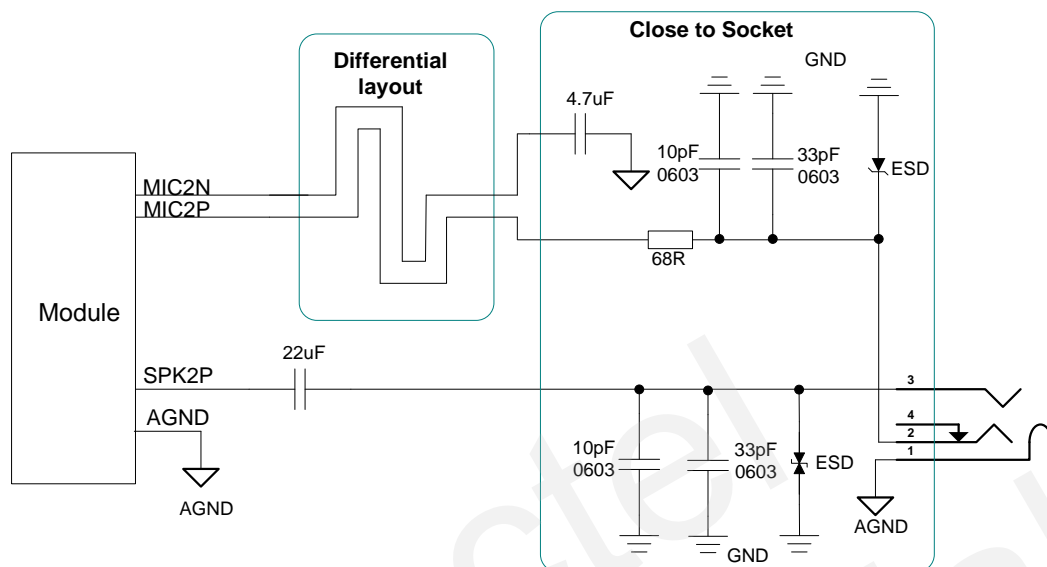 Close to Socket
Differential
layout
GND
4.7uF
10pF
0603
33pF
0603
ESD
MIC2N
MIC2P
68R
Module
22uF
SPK2P
AGND
AGND
3
4
2
1
10pF
0603
33pF
0603
ESD
AGND
GND